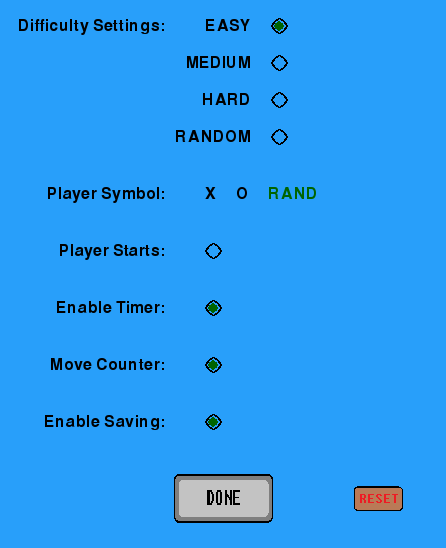 Difficulty Settings: EASY
MEDIUM
HARD
RANDOM
Player Symbol: X O RAND
Player Starts:
Enable Timer:
Move Counter:
Enable Saving:
DONE RESET